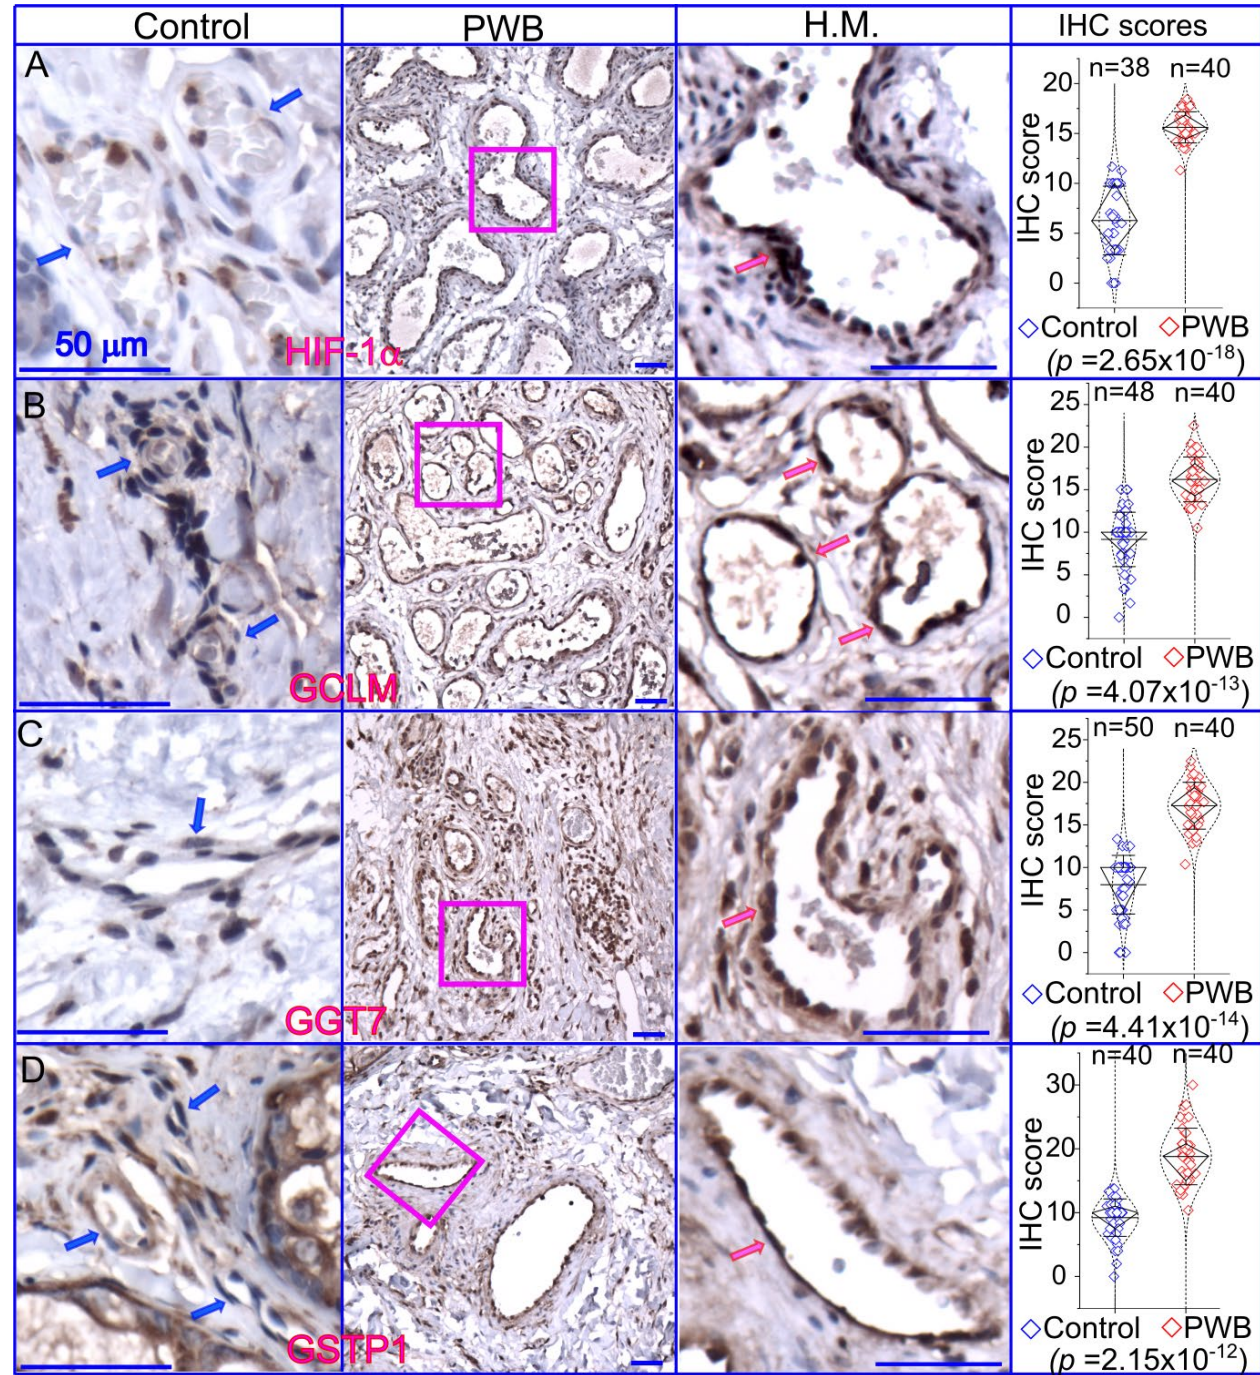 Control PWB H.M. IHC scores
A
50 µm
HIF-1α
IHC score
20
15
10
5
0
n=38 n=40
Control PWB
(p =2.65x10-18)
B
GCLM
IHC score
25
20
15
10
5
0
n=48 n=40
Control PWB
(p =4.07x10-13)
C
GGT7
IHC score
25
20
15
10
5
0
n=50 n=40
Control PWB
(p =4.41x10-14)
D
GSTP1
IHC score
30
20
10
0
n=40 n=40
Control PWB
(p =2.15x10-12)